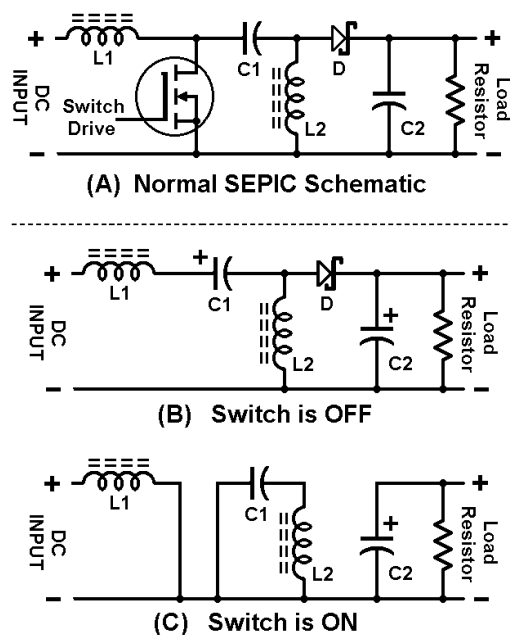 +
L1
C1
D
+
DC
INPUT
Switch
Drive
L2
C2
Load
Resistor
–
–
(A) Normal SEPIC Schematic
+
L1
+
C1
D
+
DC
INPUT
L2
+
C2
Load
Resistor
–
–
(B) Switch is OFF
+
L1
C1
+
DC
INPUT
L2
+
C2
Load
Resistor
–
–
(C) Switch is ON